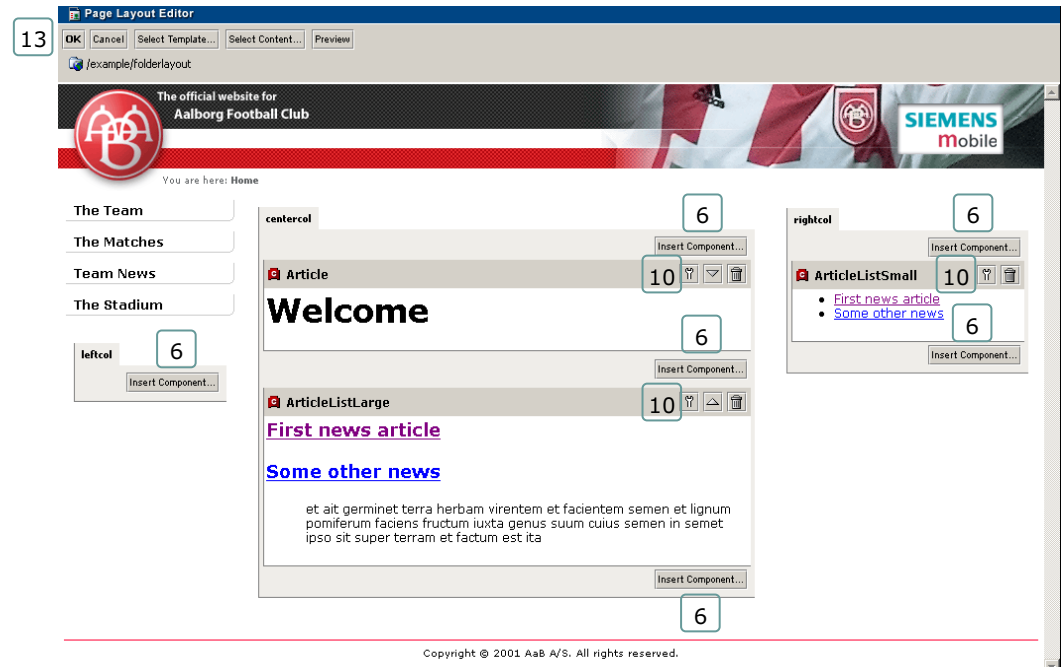 Page Layout Editor
13
OK Cancel Select Template... Select Content... Preview
/example/folderlayout
The official website for
Aalborg Football Club
AaB
AaB
SIEMENS
mobile
You are here: Home
The Team
The Matches
Team News
The Stadium
leftcol
6
Insert Component...
centercol
6
Insert Component...
Article
10
Welcome
6
Insert Component...
ArticleListLarge
10
First news article
Some other news
et ait germinet terra herbam virentem et facientem semen et lignum
pomiferum faciens fructum iuxta genus suum cuius semen in semet
ipso sit super terram et factum est ita
Insert Component...
6
rightcol
6
Insert Component...
ArticleListSmall
10
First news article
Some other news
6
Insert Component...
Copyright © 2001 AaB A/S. All rights reserved.